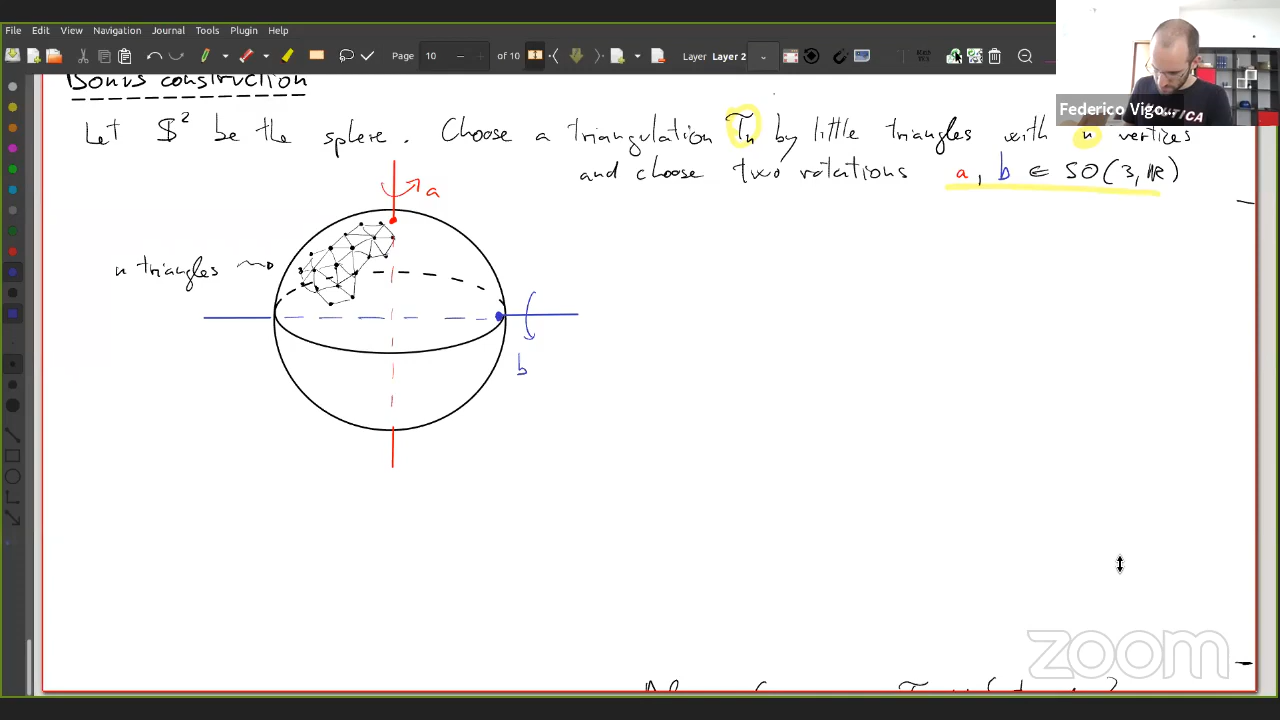 File Edit View Navigation Journal Tools Plugin Help
Page 10 of 10 Layer Layer 2
Federico Vigo...
Bonus construction
Let 𝕊² be the sphere. Choose a triangulation Tn by little triangles with n vertices
and choose two rotations a, b ∈ SO(3, ℝ)
a
n triangles
b
zoom